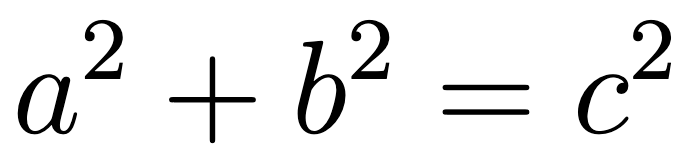 a² + b² = c²